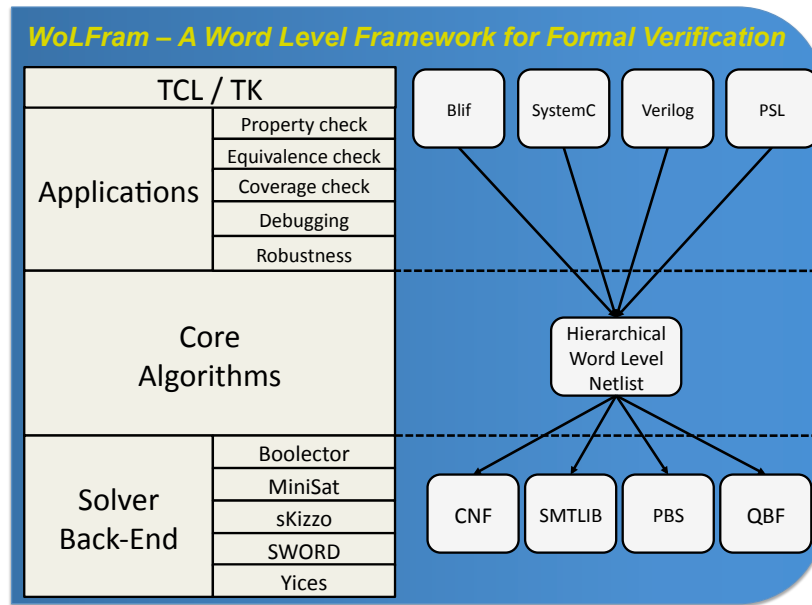 WoLFram – A Word Level Framework for Formal Verification
TCL / TK
Applications
Property check
Equivalence check
Coverage check
Debugging
Robustness
Core
Algorithms
Solver
Back-End
Boolector
MiniSat
sKizzo
SWORD
Yices
Blif
SystemC
Verilog
PSL
Hierarchical
Word Level
Netlist
CNF
SMTLIB
PBS
QBF